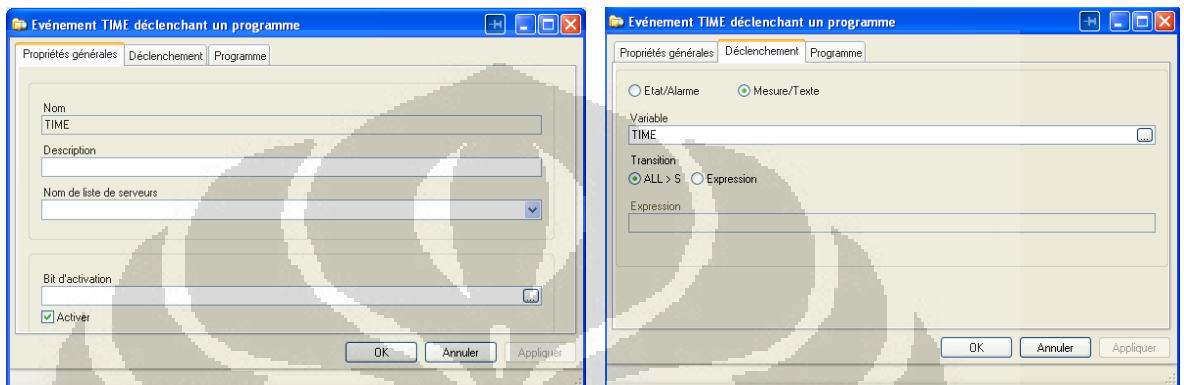 Evénement TIME déclenchant un programme
Propriétés générales Déclenchement Programme
Nom
TIME
Description
Nom de liste de serveurs
Bit d'activation
...
Activer
OK Annuler Appliquer
Evénement TIME déclenchant un programme
Propriétés générales Déclenchement Programme
Etat/Alarme Mesure/Texte
Variable
TIME ...
Transition
ALL > S Expression
Expression
OK Annuler Appliquer